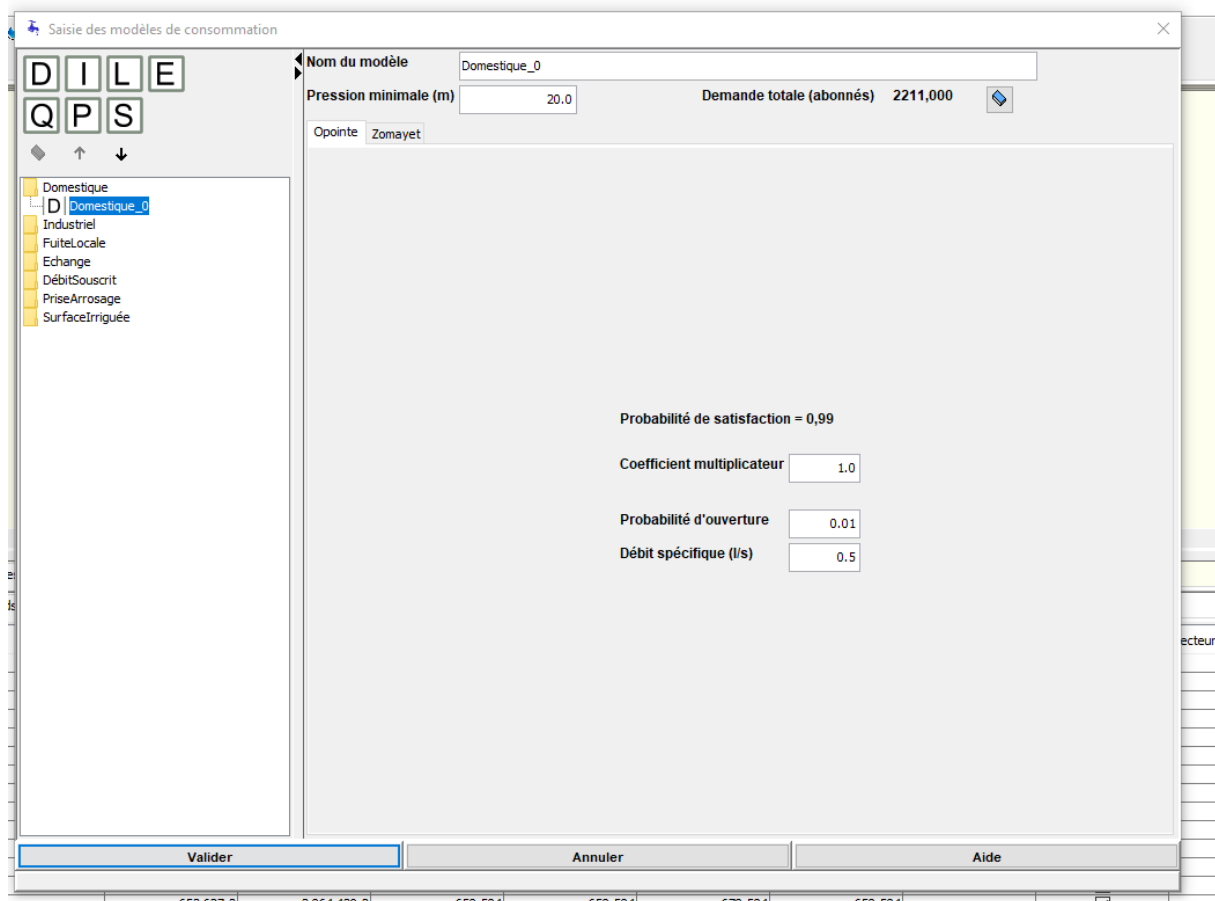 Saisie des modèles de consommation
D I L E
Q P S
Nom du modèle Domestique_0
Pression minimale (m) 20.0 Demande totale (abonnés) 2211,000
Opointe Zomayet
Domestique
D Domestique_0
Industriel
FuiteLocale
Echange
DébitSouscrit
PriseArrosage
SurfaceIrriguée
Probabilité de satisfaction = 0,99
Coefficient multiplicateur 1.0
Probabilité d'ouverture 0.01
Débit spécifique (l/s) 0.5
ecteur
Valider Annuler Aide